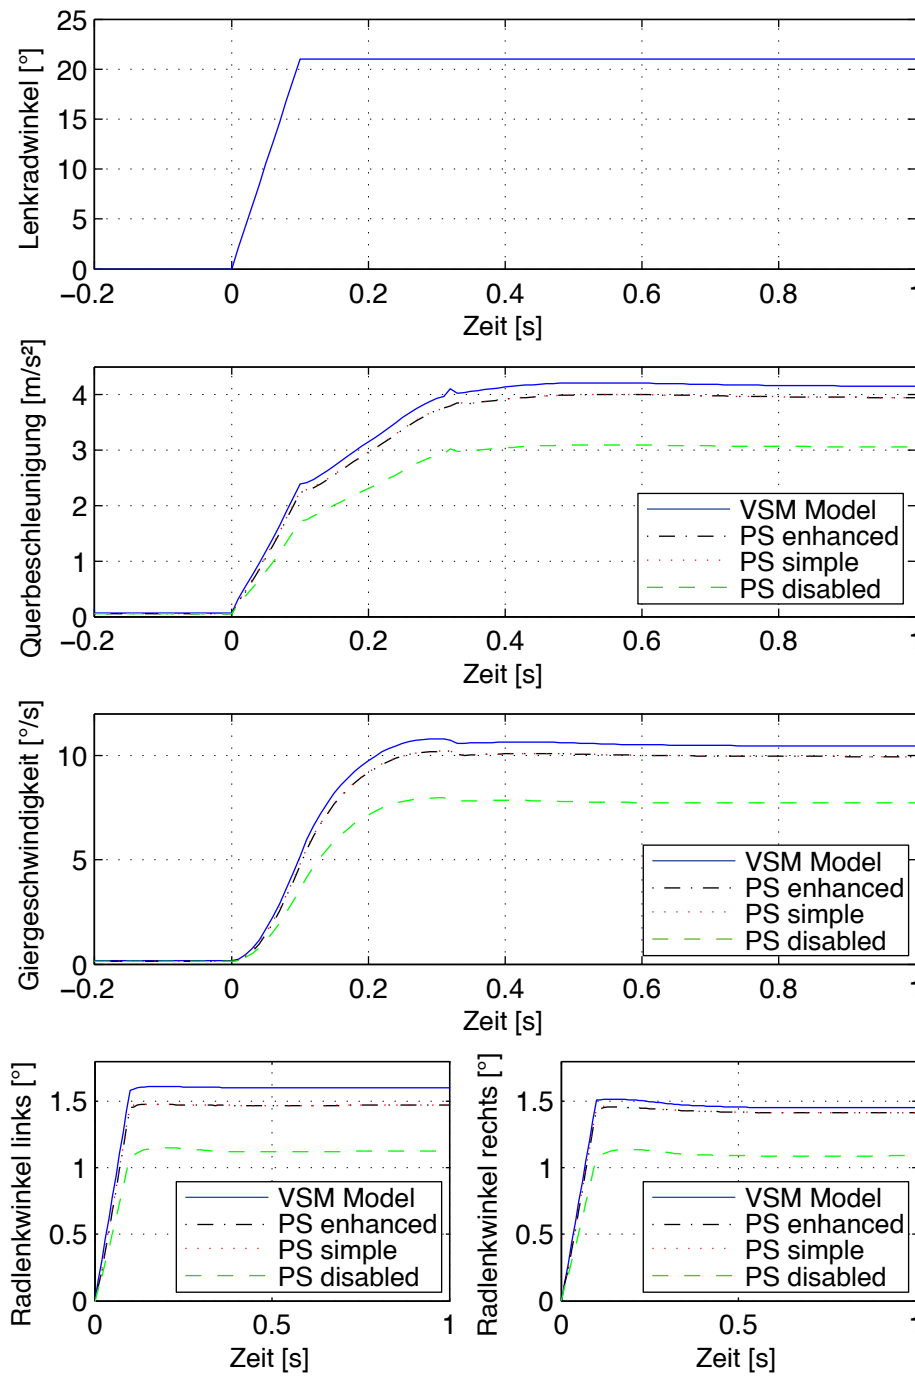 Lenkradwinkel [°]
25
20
15
10
5
0
−0.2 0 0.2 0.4 0.6 0.8 1
Zeit [s]
Querbeschleunigung [m/s²]
4
3
2
1
0
VSM Model
PS enhanced
PS simple
PS disabled
−0.2 0 0.2 0.4 0.6 0.8 1
Zeit [s]
Giergeschwindigkeit [°/s]
10
5
0
VSM Model
PS enhanced
PS simple
PS disabled
−0.2 0 0.2 0.4 0.6 0.8 1
Zeit [s]
Radlenkwinkel links [°]
1.5
1
0.5
0
VSM Model
PS enhanced
PS simple
PS disabled
0 0.5 1
Zeit [s]
Radlenkwinkel rechts [°]
1.5
1
0.5
0
VSM Model
PS enhanced
PS simple
PS disabled
0 0.5 1
Zeit [s]